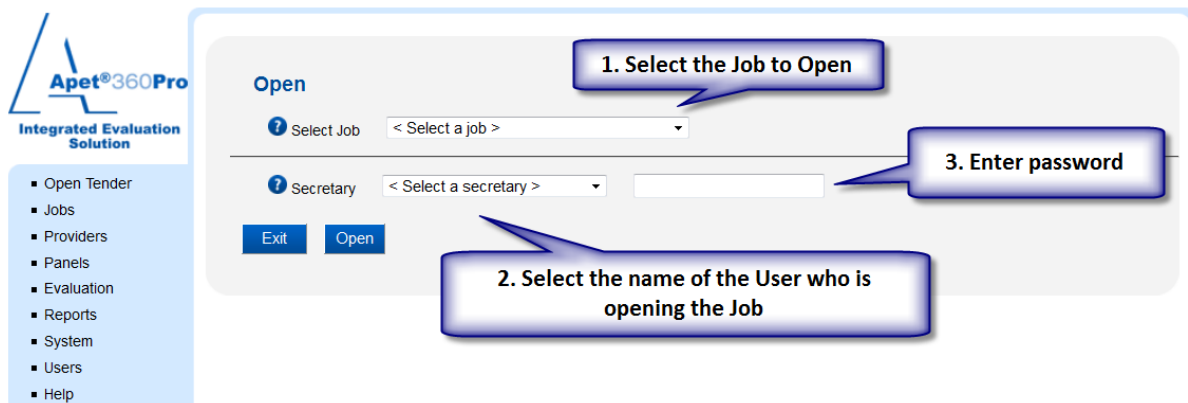 Apet®360Pro
Integrated Evaluation
Solution
Open Tender
Jobs
Providers
Panels
Evaluation
Reports
System
Users
Help
Open
1. Select the Job to Open
? Select Job < Select a job >
? Secretary < Select a secretary >
3. Enter password
Exit Open
2. Select the name of the User who is
opening the Job